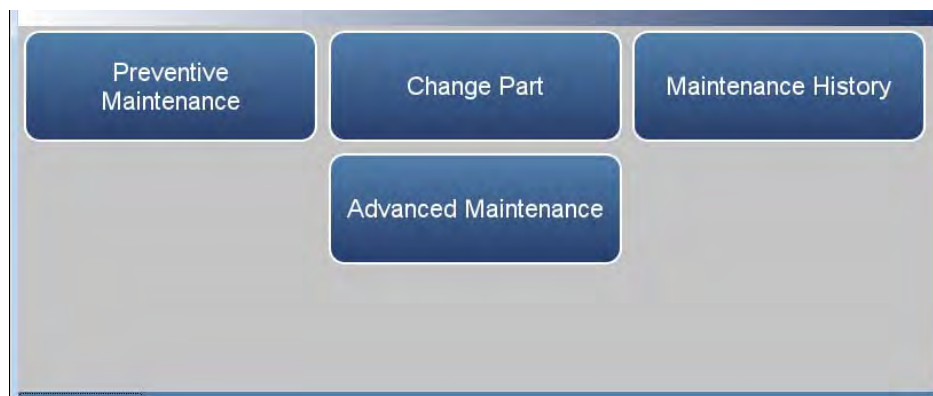 Preventive
Maintenance
Change Part
Maintenance History
Advanced Maintenance